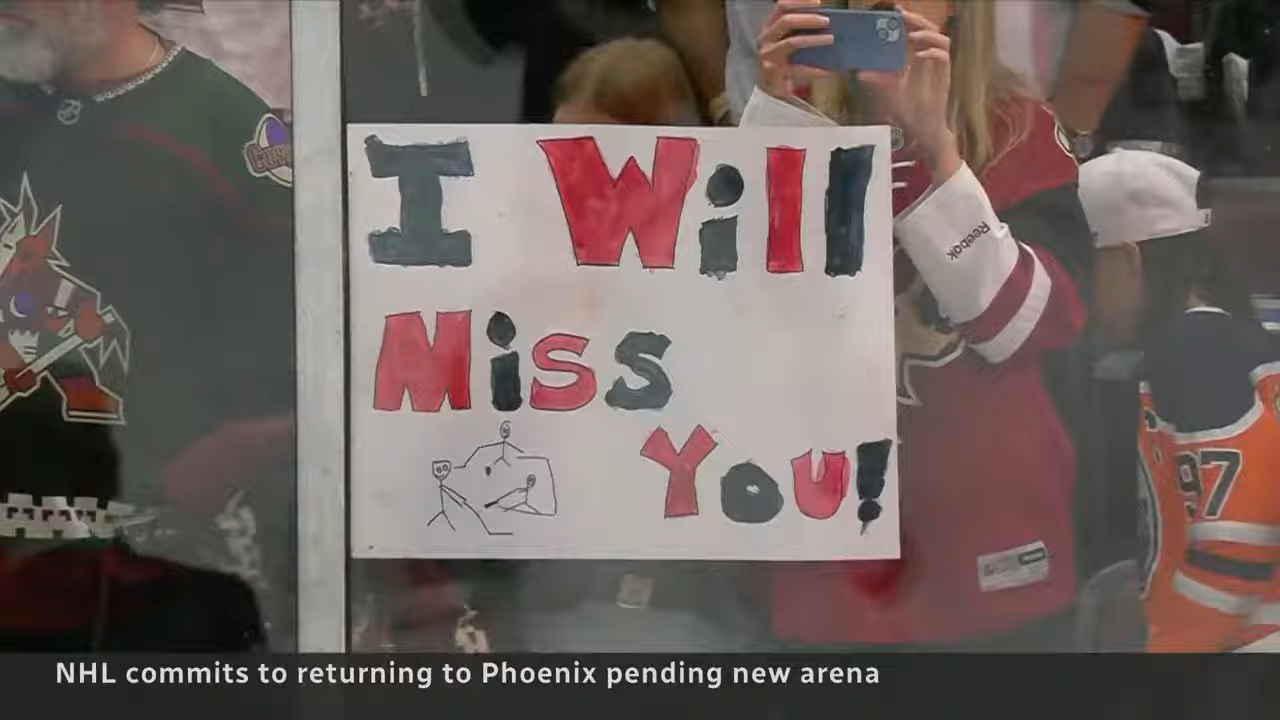 I Will
Miss
You!
Reebok
97
NHL commits to returning to Phoenix pending new arena